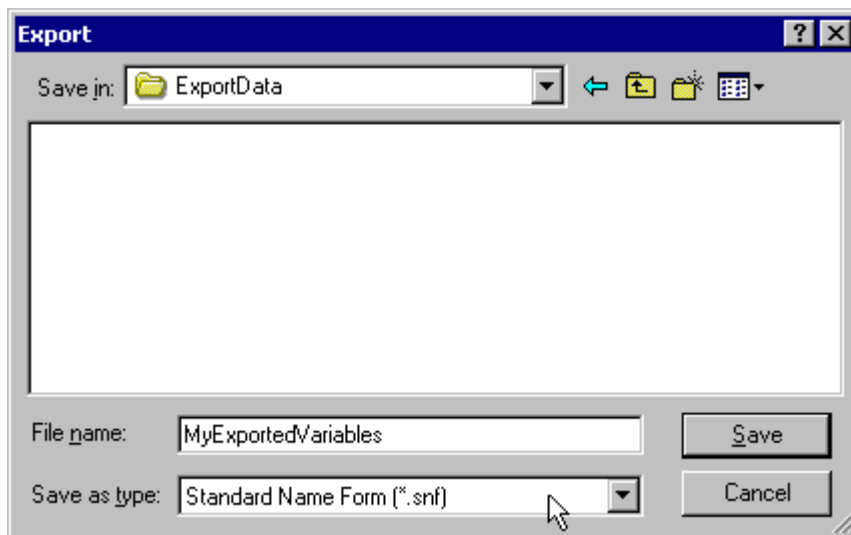 Export
Save in: ExportData
File name: MyExportedVariables Save
Save as type: Standard Name Form (*.snf) Cancel